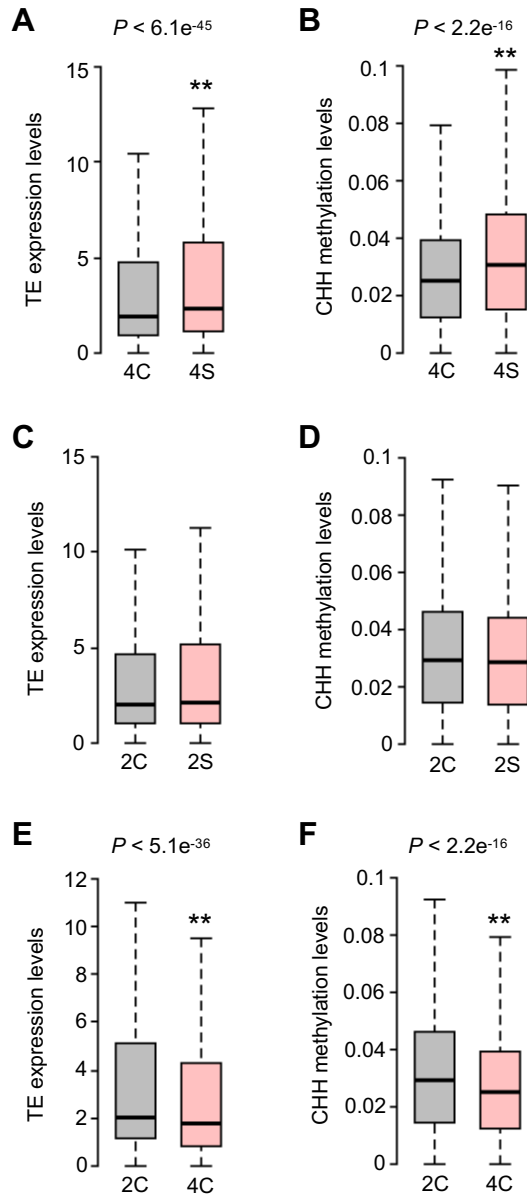 A
P < 6.1e-45
TE expression levels
15
10
5
0
**
4C
4S
B
P < 2.2e-16
CHH methylation levels
0.1
0.08
0.06
0.04
0.02
0
**
4C
4S
C
TE expression levels
15
10
5
0
2C
2S
D
CHH methylation levels
0.1
0.08
0.06
0.04
0.02
0
2C
2S
E
P < 5.1e-36
TE expression levels
12
10
8
6
4
2
0
**
2C
4C
F
P < 2.2e-16
CHH methylation levels
0.1
0.08
0.06
0.04
0.02
0
**
2C
4C